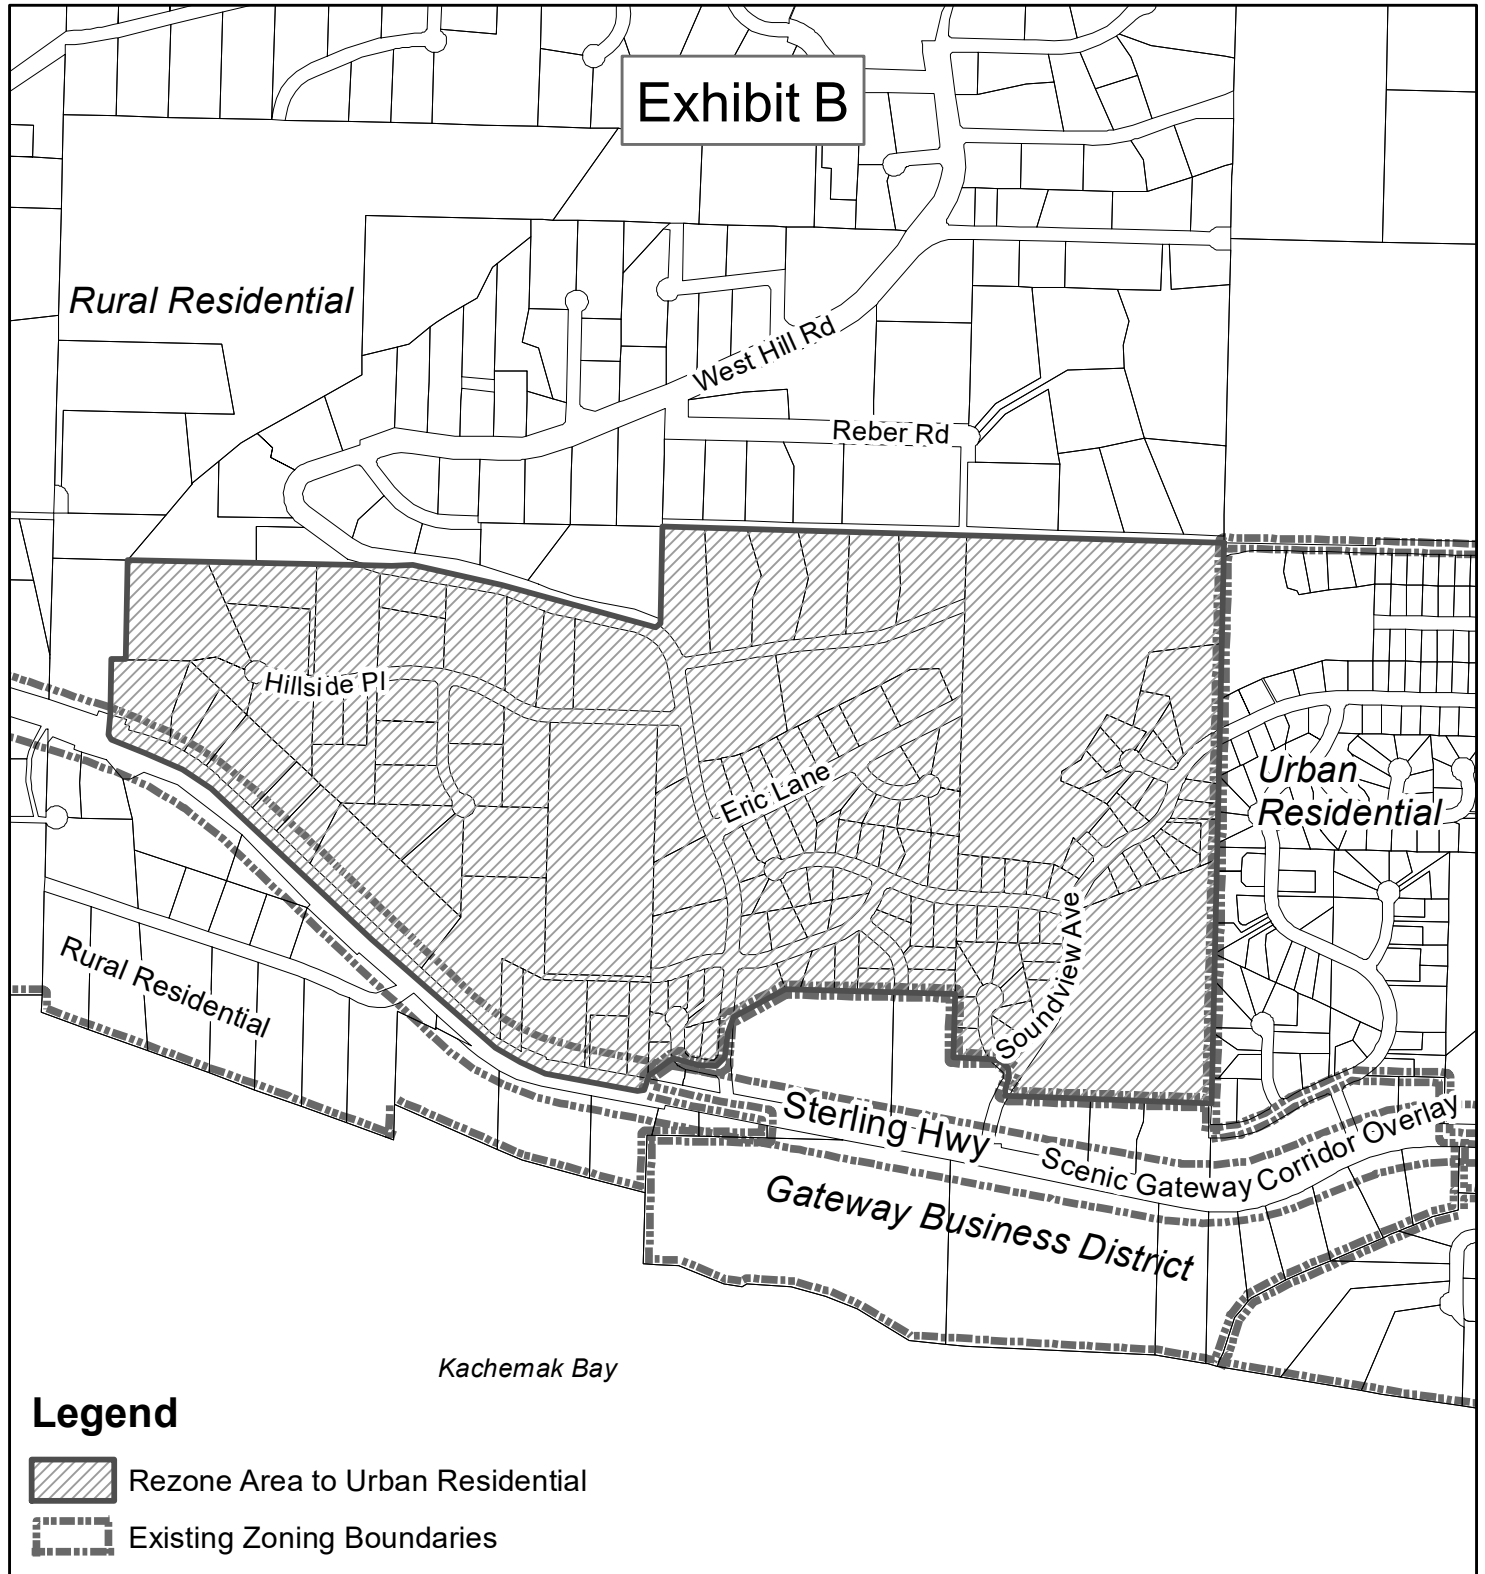 Exhibit B
Rural Residential
West Hill Rd
Reber Rd
Hillside Pl
Eric Lane
Urban
Residential
Soundview Ave
Rural Residential
Sterling Hwy
Scenic Gateway Corridor Overlay
Gateway Business District
Kachemak Bay
Legend
Rezone Area to Urban Residential
Existing Zoning Boundaries